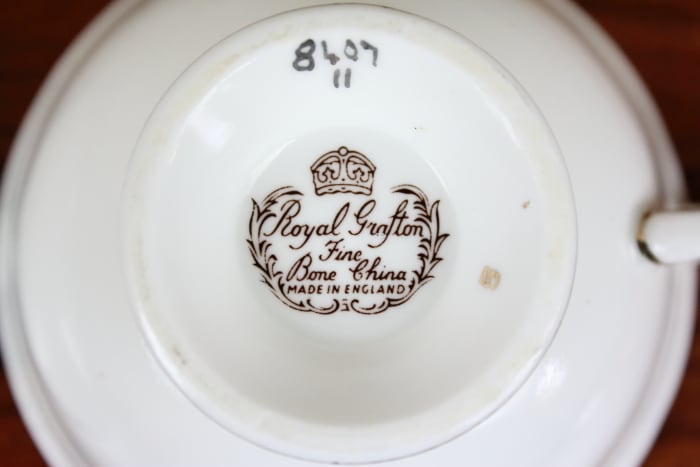 8407
11
Royal Grafton
Fine
Bone China
MADE IN ENGLAND